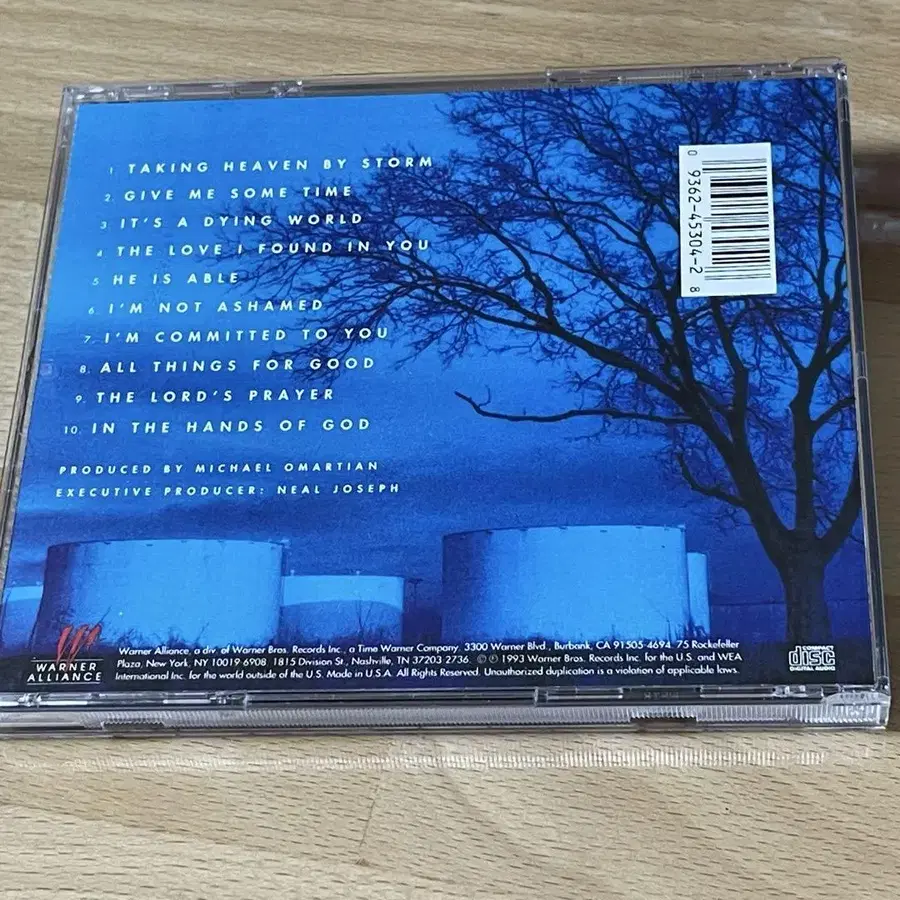 1 TAKING HEAVEN BY STORM
2. GIVE ME SOME TIME
3. IT'S A DYING WORLD
4 THE LOVE I FOUND IN YOU
5 HE IS ABLE
6. I'M NOT ASHAMED
7. I'M COMMITTED TO YOU
8. ALL THINGS FOR GOOD
9. THE LORD'S PRAYER
10. IN THE HANDS OF GOD
PRODUCED BY MICHAEL OMARTIAN
EXECUTIVE PRODUCER: NEAL JOSEPH
0 9362-45304-2 8
WARNER
ALLIANCE
Warner Alliance, a div. of Warner Bros. Records Inc., a Time Warner Company. 3300 Warner Blvd., Burbank, CA 91505-4694. 75 Rockefeller
Plaza, New York, NY 10019-6908. 1815 Division St., Nashville, TN 37203 2736. ©℗ 1993 Warner Bros. Records Inc. for the U.S. and WEA
International Inc. for the world outside of the U.S. Made in U.S.A. All Rights Reserved. Unauthorized duplication is a violation of applicable laws.
COMPACT
disc
DIGITAL AUDIO